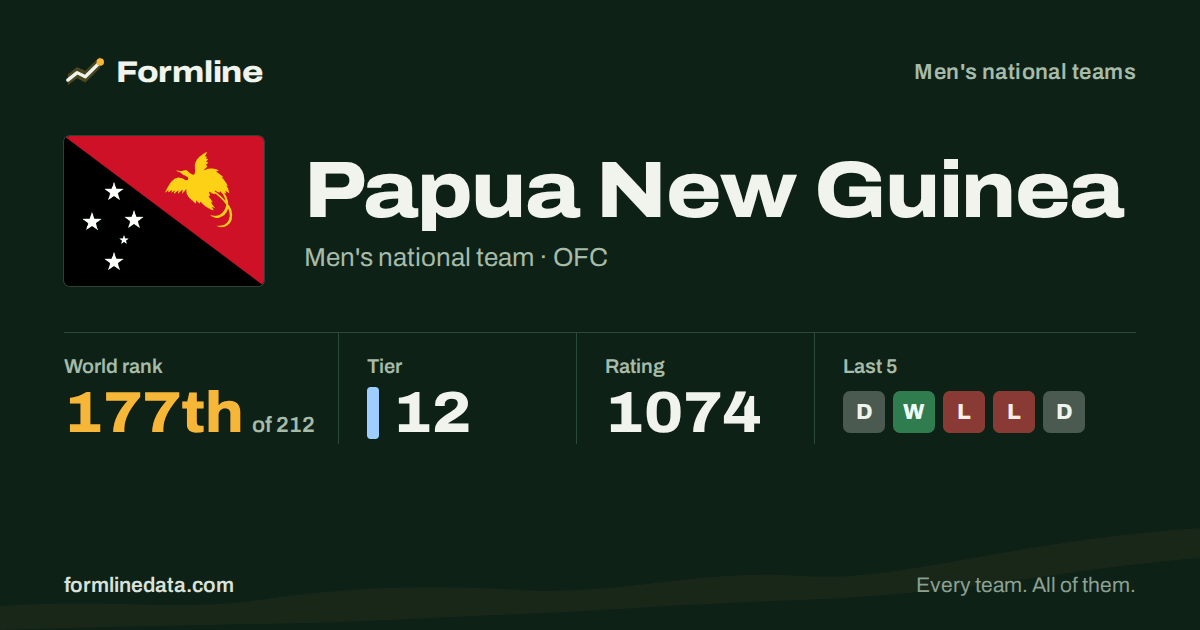 Formline
Men's national teams
Papua New Guinea
Men's national team · OFC
World rank
177th of 212
Tier
12
Rating
1074
Last 5
D W L L D
formlinedata.com
Every team. All of them.